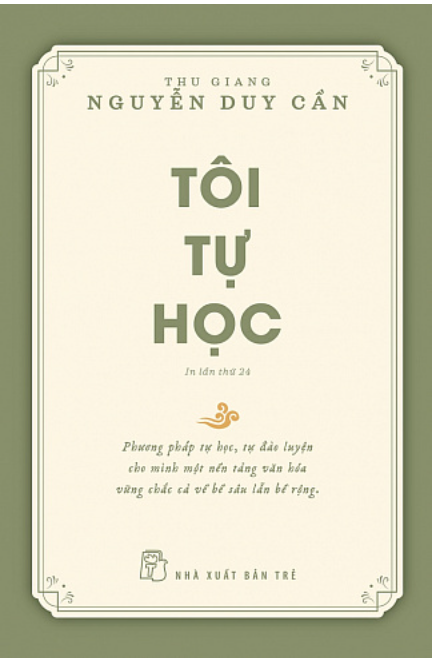 THU GIANG
NGUYỄN DUY CẦN
TÔI
TỰ
HỌC
In lần thứ 24
Phương pháp tự học, tự đào luyện
cho mình một nền tảng văn hóa
vững chắc cả về bề sâu lẫn bề rộng.
NHÀ XUẤT BẢN TRẺ